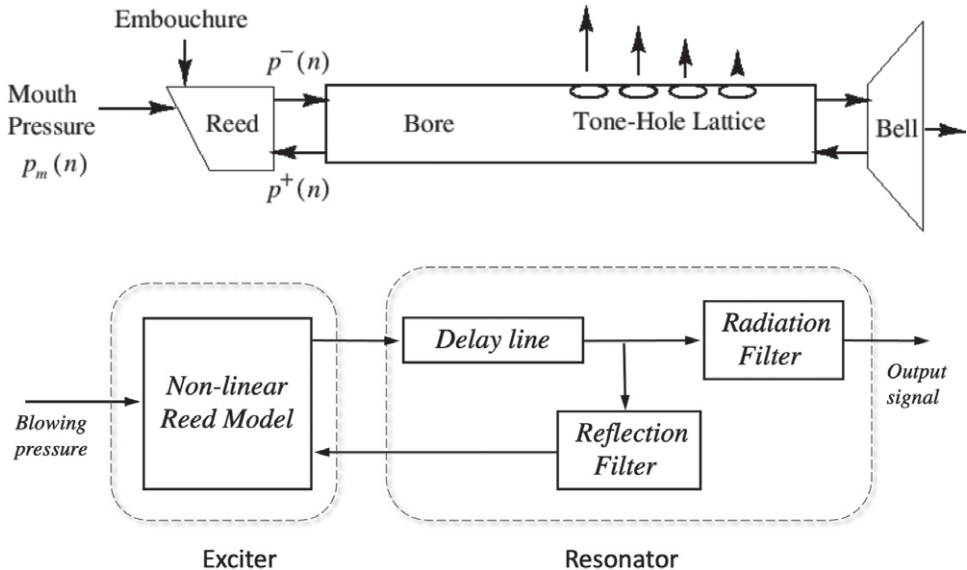 Embouchure
p⁻(n)
Mouth
Pressure
p_m(n)
Reed
Bore
Tone-Hole Lattice
Bell
p⁺(n)
Delay line
Radiation
Filter
Non-linear
Reed Model
Blowing
pressure
Output
signal
Reflection
Filter
Exciter
Resonator